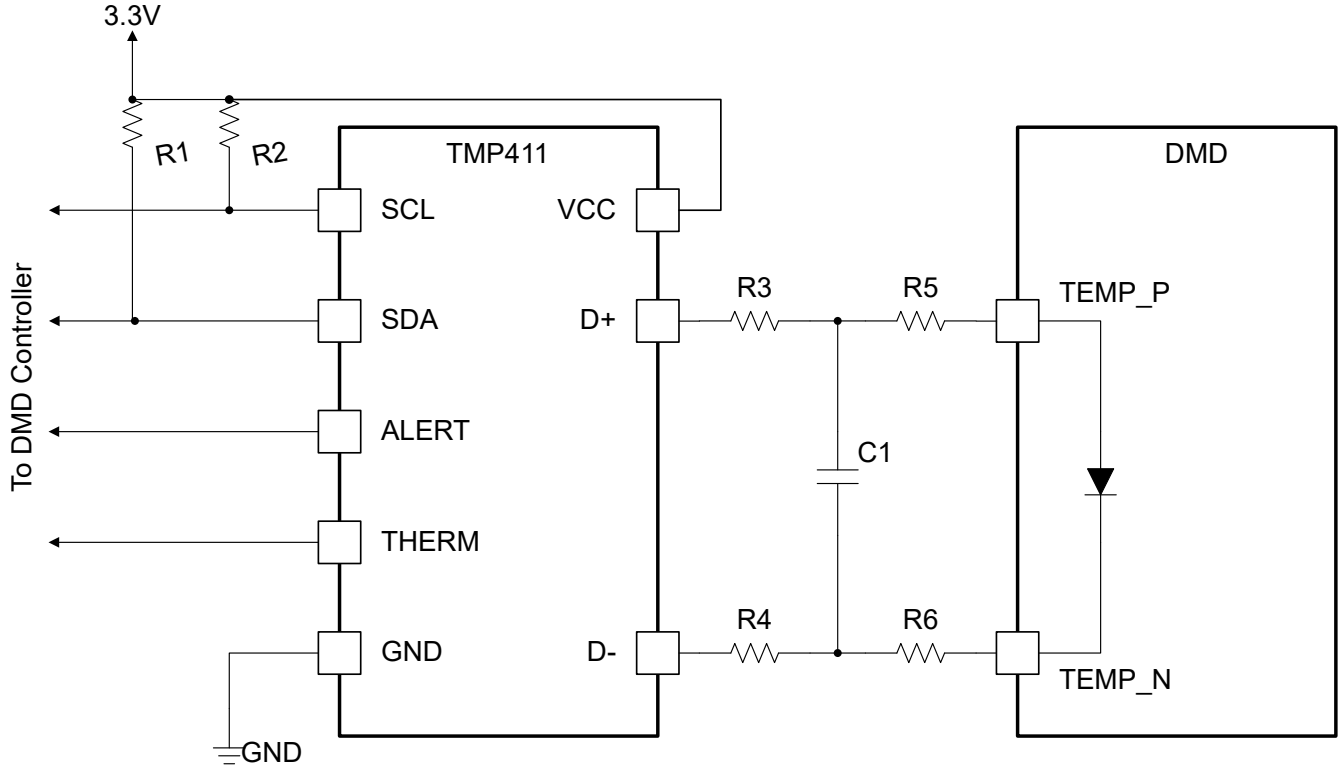 3.3V
R1
R2
TMP411
DMD
SCL
VCC
SDA
D+
R3
R5
TEMP_P
To DMD Controller
ALERT
C1
THERM
GND
D-
R4
R6
TEMP_N
GND